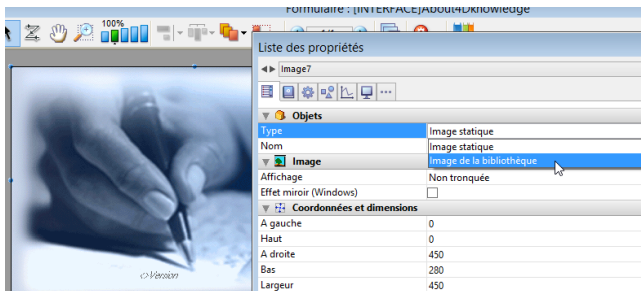 Formulaire : [INTERFACE]About4Dknowledge
100%
Liste des propriétés
Image7
Objets
Type Image statique
Nom Image statique
Image de la bibliothèque
Image
Affichage Non tronquée
Effet miroir (Windows)
Coordonnées et dimensions
A gauche 0
Haut 0
A droite 450
Bas 280
Largeur 450
Version